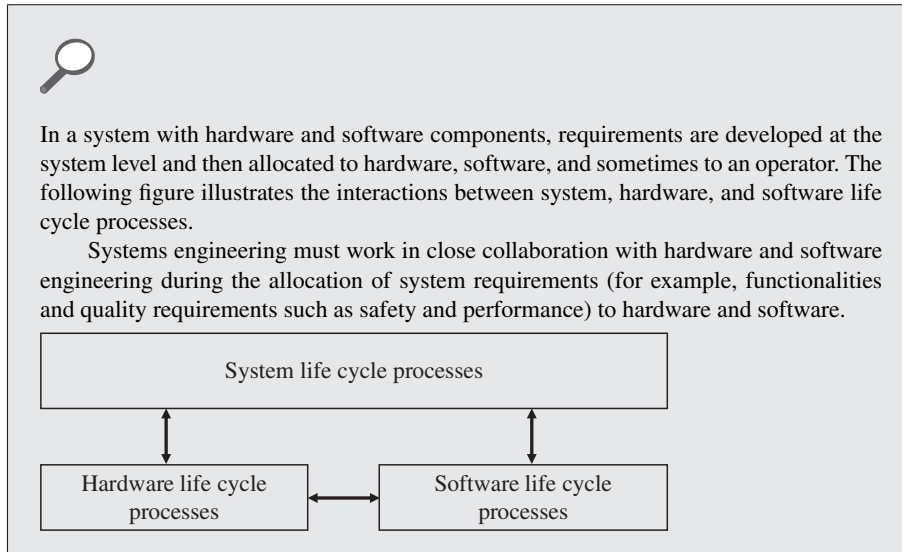 In a system with hardware and software components, requirements are developed at the
system level and then allocated to hardware, software, and sometimes to an operator. The
following figure illustrates the interactions between system, hardware, and software life
cycle processes.
Systems engineering must work in close collaboration with hardware and software
engineering during the allocation of system requirements (for example, functionalities
and quality requirements such as safety and performance) to hardware and software.
System life cycle processes
Hardware life cycle
processes
Software life cycle
processes